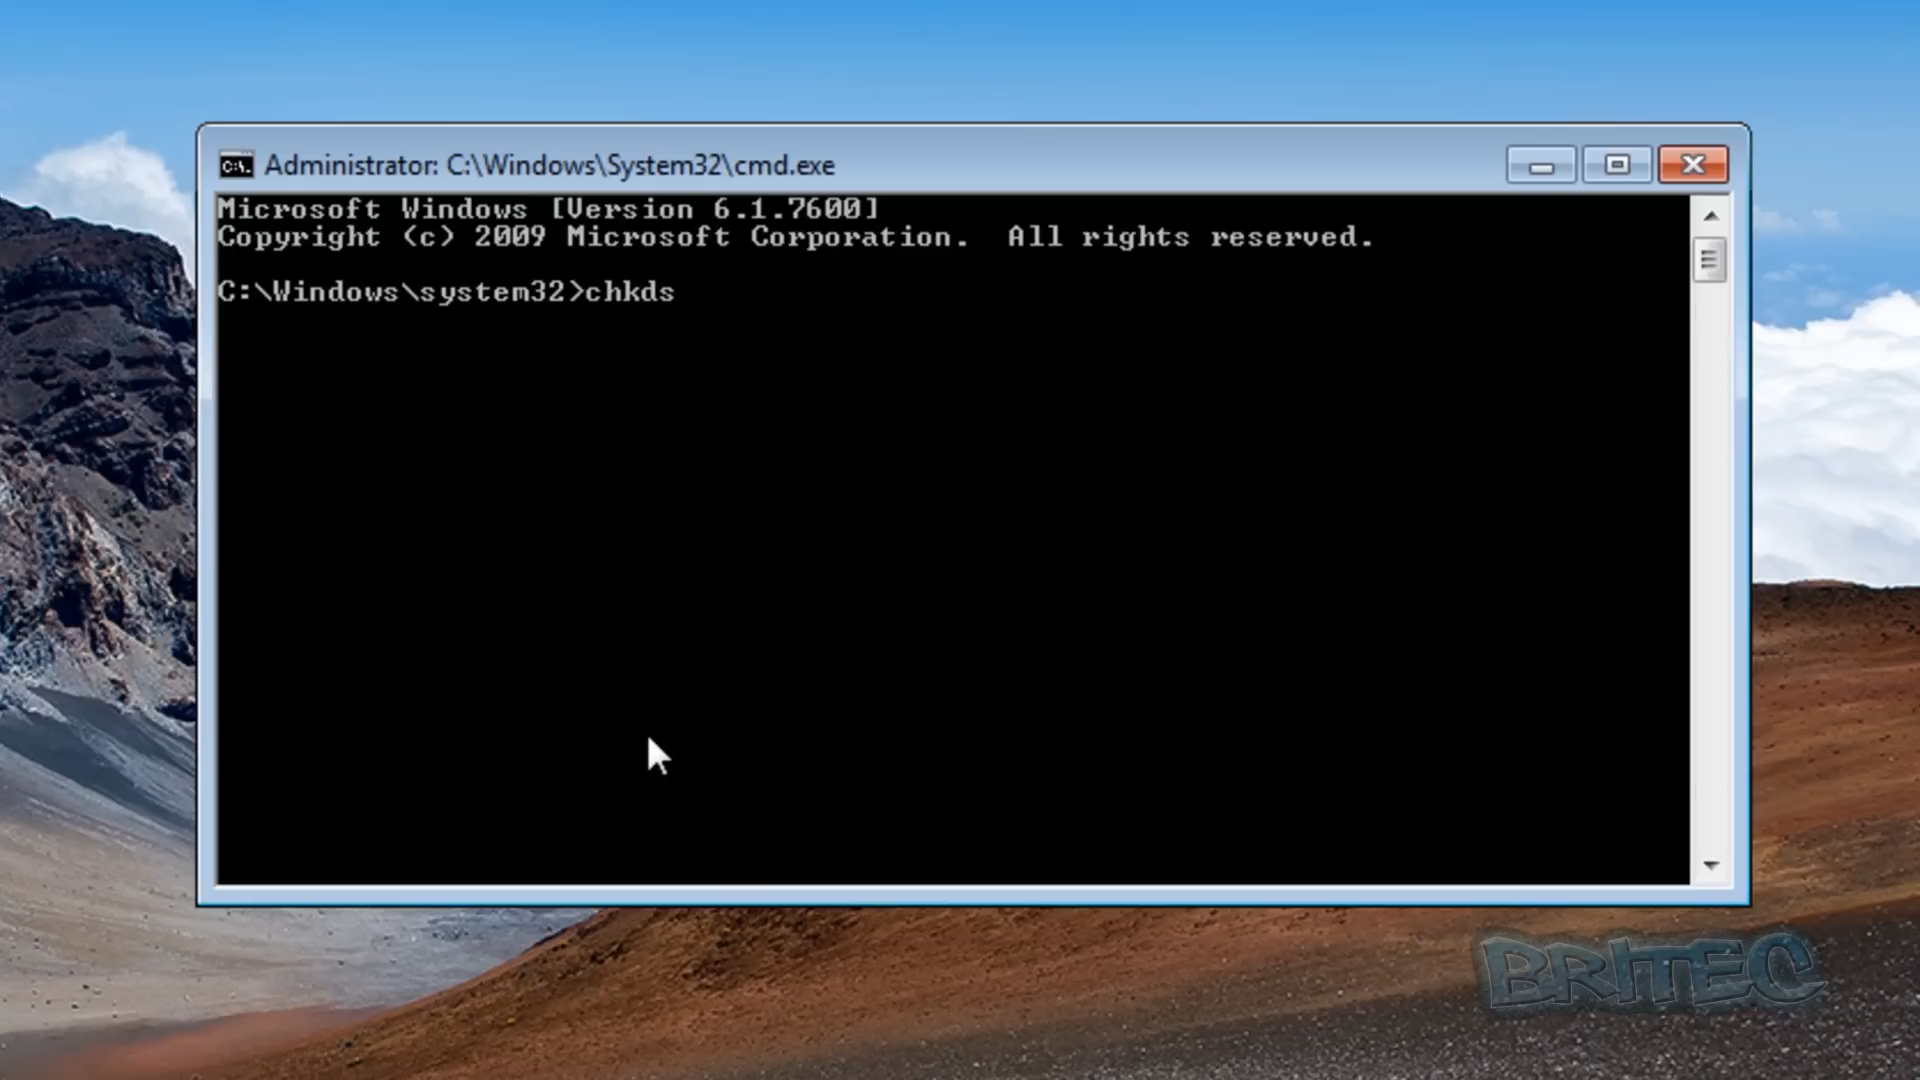 C:\. Administrator: C:\Windows\System32\cmd.exe
Microsoft Windows [Version 6.1.7600]
Copyright (c) 2009 Microsoft Corporation.  All rights reserved.
C:\Windows\system32>chkds
BRITEC